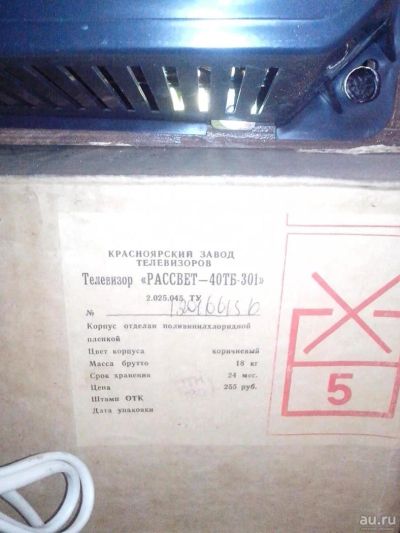 КРАСНОЯРСКИЙ ЗАВОД
ТЕЛЕВИЗОРОВ
Телевизор «РАССВЕТ—40ТБ-301»
2.025.045 ТУ
№
Корпус отделан поливинилхлоридной
пленкой
Цвет корпуса коричневый
Масса брутто 18 кг
Срок хранения 24 мес.
Цена 255 руб.
Штамп ОТК
Дата упаковки
5
au.ru